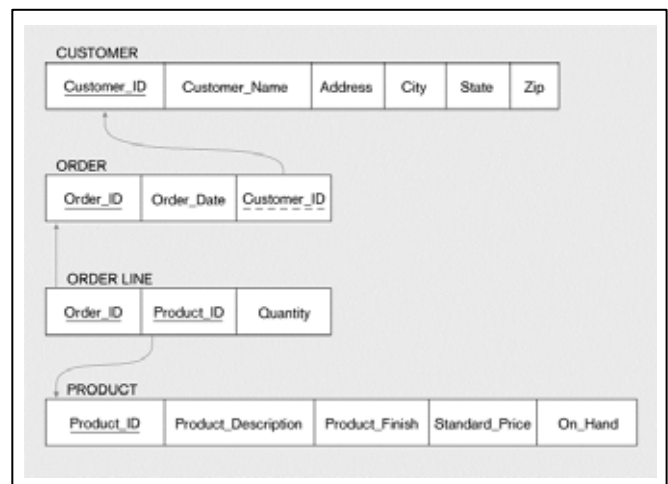 CUSTOMER
Customer_ID Customer_Name Address City State Zip
ORDER
Order_ID Order_Date Customer_ID
ORDER LINE
Order_ID Product_ID Quantity
PRODUCT
Product_ID Product_Description Product_Finish Standard_Price On_Hand